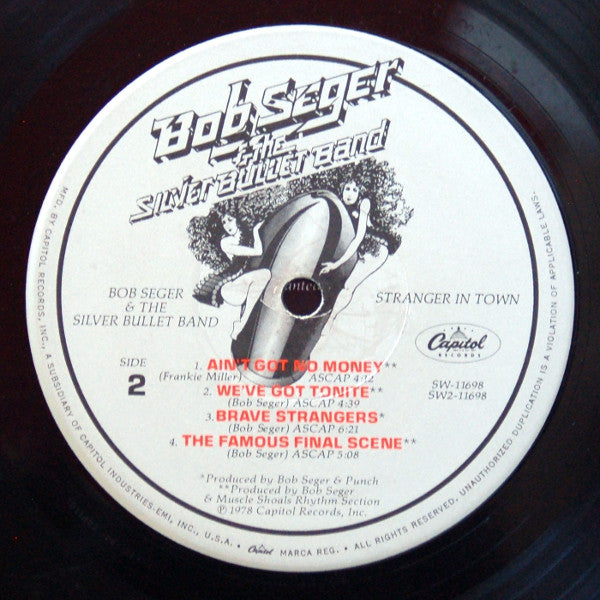 Bob Seger
& the
Silver Bullet Band
BOB SEGER
& THE
SILVER BULLET BAND
STRANGER IN TOWN
Capitol
RECORDS
SW-11698
SW2-11698
SIDE
2
1. AIN'T GOT NO MONEY**
(Frankie Miller) ASCAP 4:12
2. WE'VE GOT TONITE**
(Bob Seger) ASCAP 4:39
3. BRAVE STRANGERS*
(Bob Seger) ASCAP 6:21
4. THE FAMOUS FINAL SCENE**
(Bob Seger) ASCAP 5:08
*Produced by Bob Seger & Punch
**Produced by Bob Seger
& Muscle Shoals Rhythm Section
℗ 1978 Capitol Records, Inc.
MFD. BY CAPITOL RECORDS, INC., A SUBSIDIARY OF CAPITOL INDUSTRIES-EMI, INC., U.S.A. • Capitol MARCA REG. • ALL RIGHTS RESERVED. UNAUTHORIZED DUPLICATION IS A VIOLATION OF APPLICABLE LAWS.